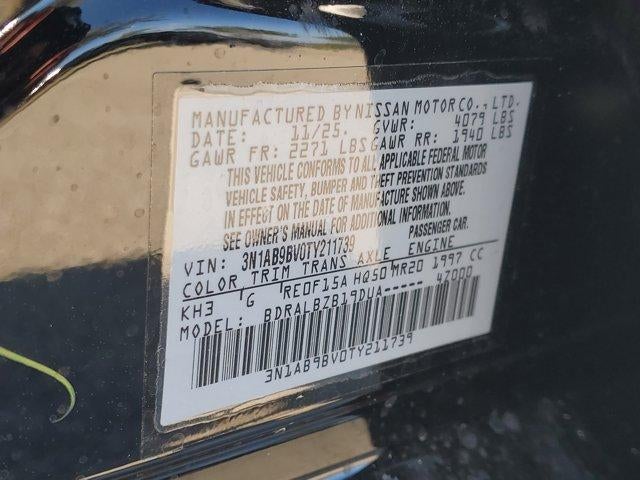 MANUFACTURED BY NISSAN MOTOR CO., LTD.
DATE: 11/25. GVWR: 4079 LBS
GAWR FR: 2271 LBS GAWR RR: 1940 LBS
THIS VEHICLE CONFORMS TO ALL APPLICABLE FEDERAL MOTOR
VEHICLE SAFETY, BUMPER AND THEFT PREVENTION STANDARDS
IN EFFECT ON THE DATE OF MANUFACTURE SHOWN ABOVE.
SEE OWNER'S MANUAL FOR ADDITIONAL INFORMATION
VIN: 3N1AB9BV0TY211739 PASSENGER CAR.
COLOR TRIM TRANS AXLE ENGINE
KH3 G RE0F15A HQ50 MR20 1997 CC
MODEL: BDRALBZB19DUA----- 47000
3N1AB9BV0TY211739